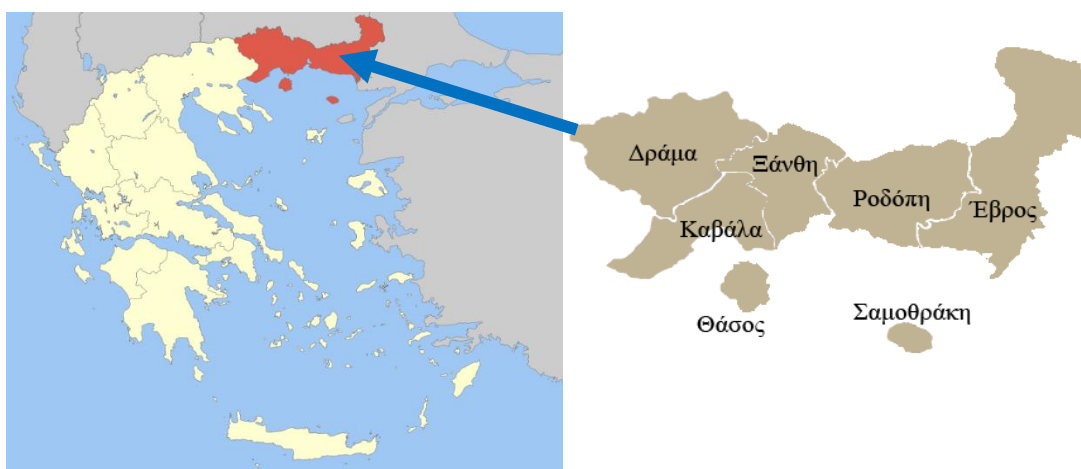 Δράμα
Ξάνθη
Ροδόπη
Έβρος
Καβάλα
Θάσος
Σαμοθράκη